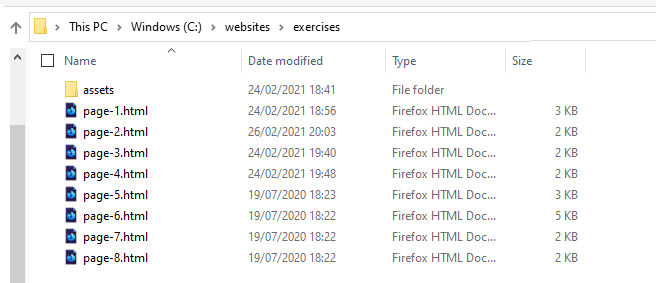 This PC > Windows (C:) > websites > exercises
Name Date modified Type Size
assets 24/02/2021 18:41 File folder
page-1.html 24/02/2021 18:56 Firefox HTML Doc... 3 KB
page-2.html 26/02/2021 20:03 Firefox HTML Doc... 2 KB
page-3.html 24/02/2021 19:40 Firefox HTML Doc... 2 KB
page-4.html 24/02/2021 19:48 Firefox HTML Doc... 2 KB
page-5.html 19/07/2020 18:23 Firefox HTML Doc... 3 KB
page-6.html 19/07/2020 18:22 Firefox HTML Doc... 5 KB
page-7.html 19/07/2020 18:22 Firefox HTML Doc... 2 KB
page-8.html 19/07/2020 18:22 Firefox HTML Doc... 2 KB